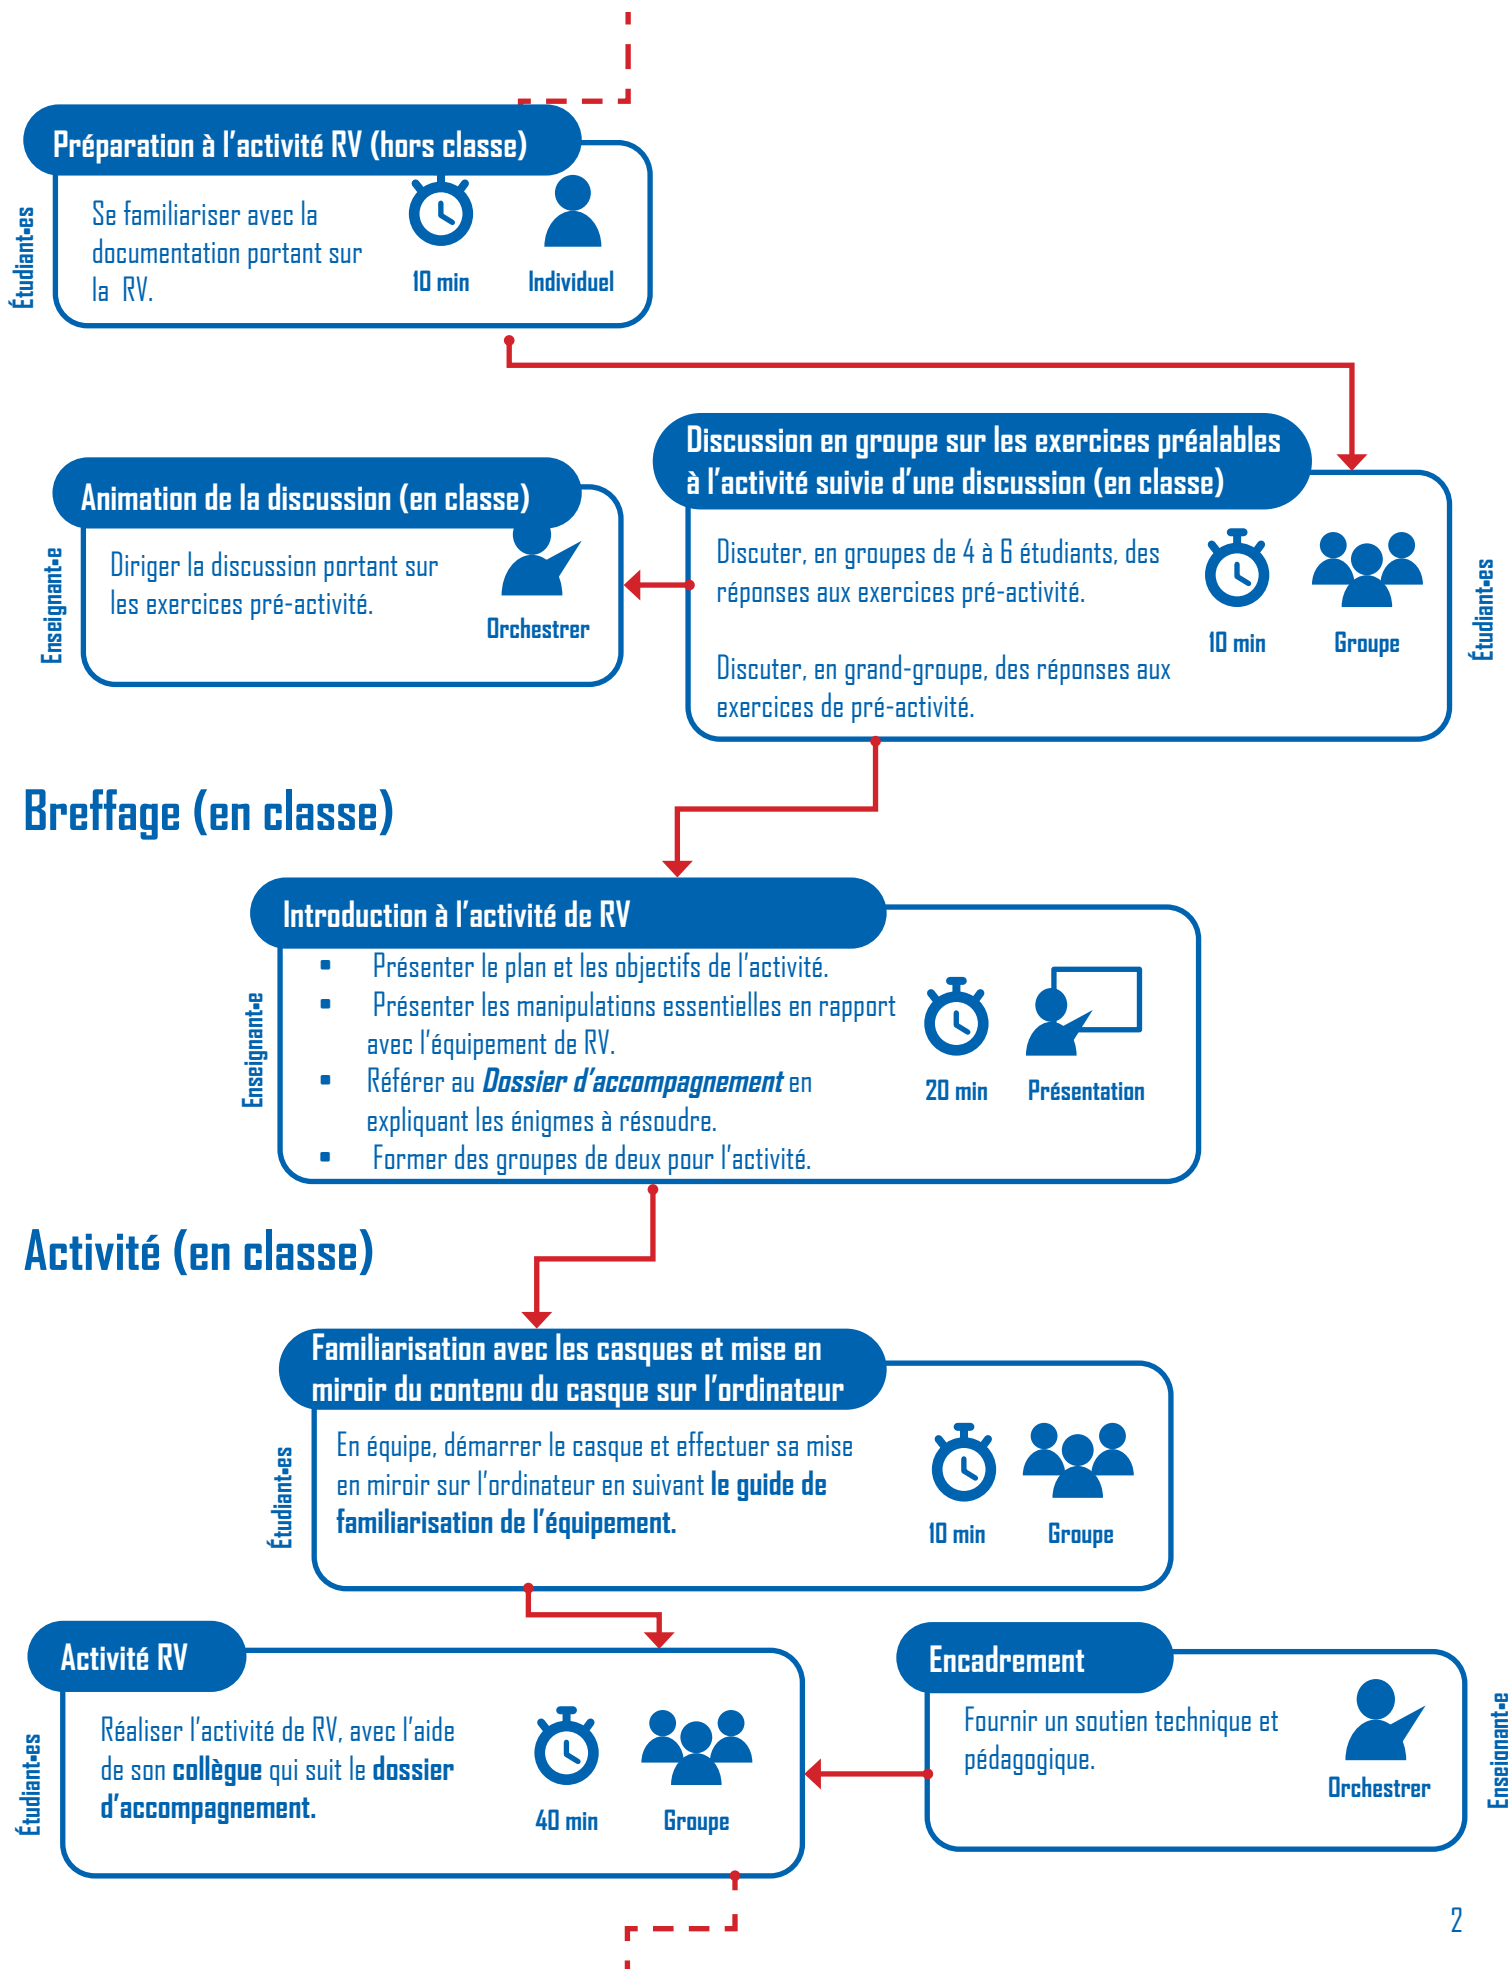 Préparation à l'activité RV (hors classe)
Étudiant•es
Se familiariser avec la
documentation portant sur
la RV.
10 min
Individuel
Animation de la discussion (en classe)
Enseignant•e
Diriger la discussion portant sur
les exercices pré-activité.
Orchestrer
Discussion en groupe sur les exercices préalables
à l'activité suivie d'une discussion (en classe)
Discuter, en groupes de 4 à 6 étudiants, des
réponses aux exercices pré-activité.
Discuter, en grand-groupe, des réponses aux
exercices de pré-activité.
10 min
Groupe
Étudiant•es
Breffage (en classe)
Introduction à l'activité de RV
Enseignant•e
▪ Présenter le plan et les objectifs de l'activité.
▪ Présenter les manipulations essentielles en rapport
avec l'équipement de RV.
▪ Référer au Dossier d'accompagnement en
expliquant les énigmes à résoudre.
▪ Former des groupes de deux pour l'activité.
20 min
Présentation
Activité (en classe)
Familiarisation avec les casques et mise en
miroir du contenu du casque sur l'ordinateur
Étudiant•es
En équipe, démarrer le casque et effectuer sa mise
en miroir sur l'ordinateur en suivant le guide de
familiarisation de l'équipement.
10 min
Groupe
Activité RV
Étudiant•es
Réaliser l'activité de RV, avec l'aide
de son collègue qui suit le dossier
d'accompagnement.
40 min
Groupe
Encadrement
Fournir un soutien technique et
pédagogique.
Orchestrer
Enseignant•e
2